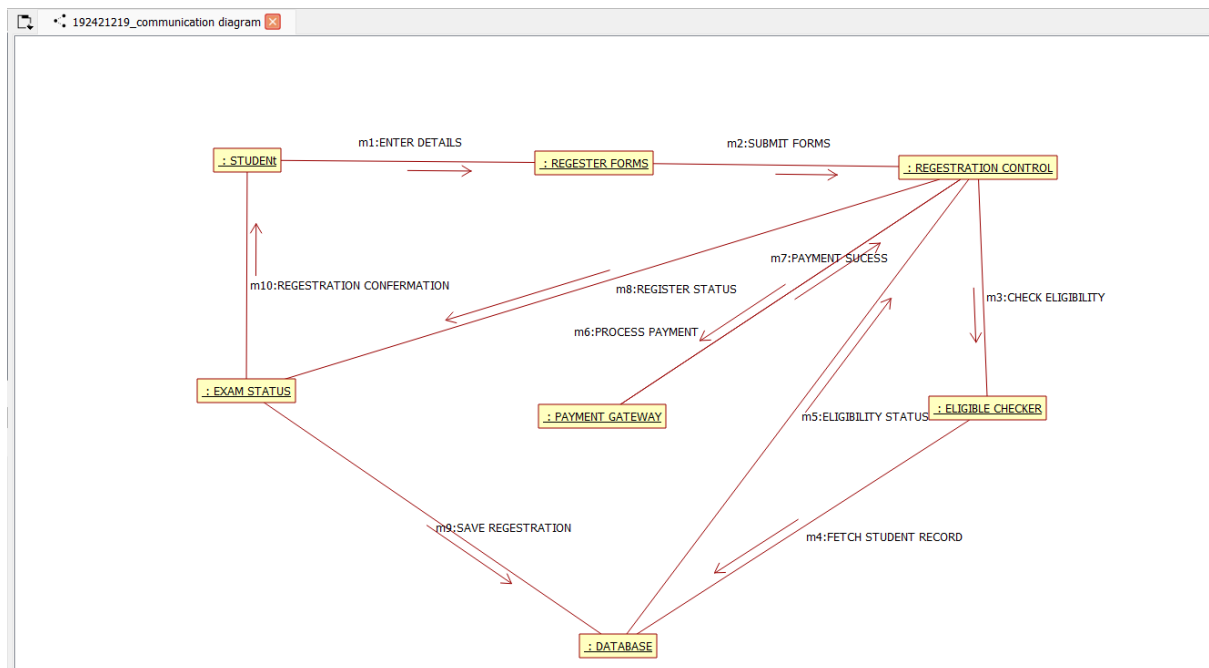 192421219_communication diagram
m1:ENTER DETAILS
m2:SUBMIT FORMS
: STUDENt
: REGESTER FORMS
: REGESTRATION CONTROL
m7:PAYMENT SUCESS
m10:REGESTRATION CONFERMATION
m8:REGISTER STATUS
m3:CHECK ELIGIBILITY
m6:PROCESS PAYMENT
: EXAM STATUS
: PAYMENT GATEWAY
m5:ELIGIBILITY STATUS
: ELIGIBLE CHECKER
m9:SAVE REGESTRATION
m4:FETCH STUDENT RECORD
: DATABASE